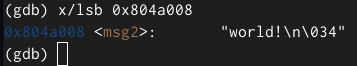 (gdb) x/lsb 0x804a008
0x804a008 <msg2>: "world!\n\034"
(gdb)